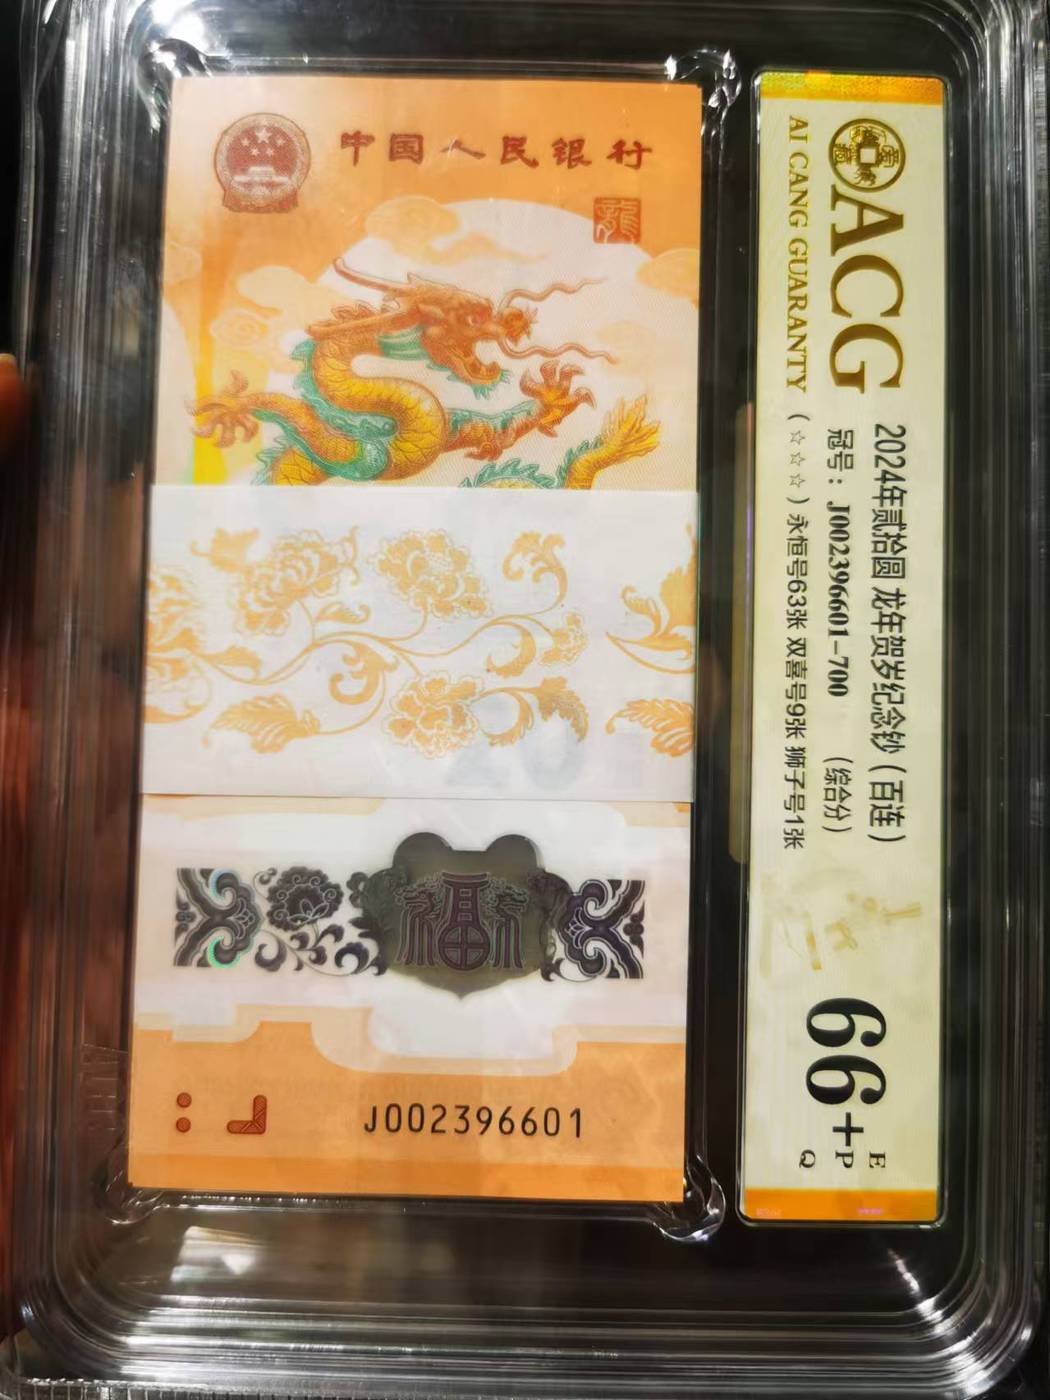 中国人民银行
龍
J002396601
ACG
AI CANG GUARANTY
2024年贰拾圆 龙年贺岁纪念钞（百连）
冠号：J002396601-700 （综合分）
（☆☆☆）永恒号63张 双喜号9张 狮子号1张
66+
E
P
Q